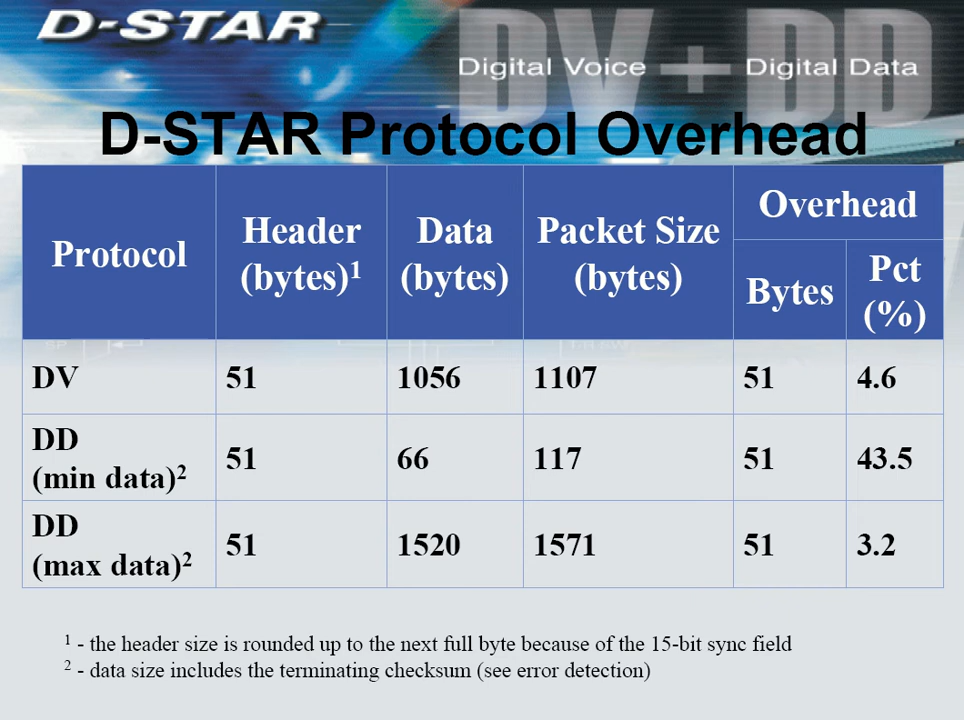 D-STAR
DV + DD
Digital Voice Digital Data
D-STAR Protocol Overhead
Protocol Header (bytes)1 Data (bytes) Packet Size (bytes) Overhead
Bytes Pct (%)
DV 51 1056 1107 51 4.6
DD (min data)2 51 66 117 51 43.5
DD (max data)2 51 1520 1571 51 3.2
1 - the header size is rounded up to the next full byte because of the 15-bit sync field
2 - data size includes the terminating checksum (see error detection)